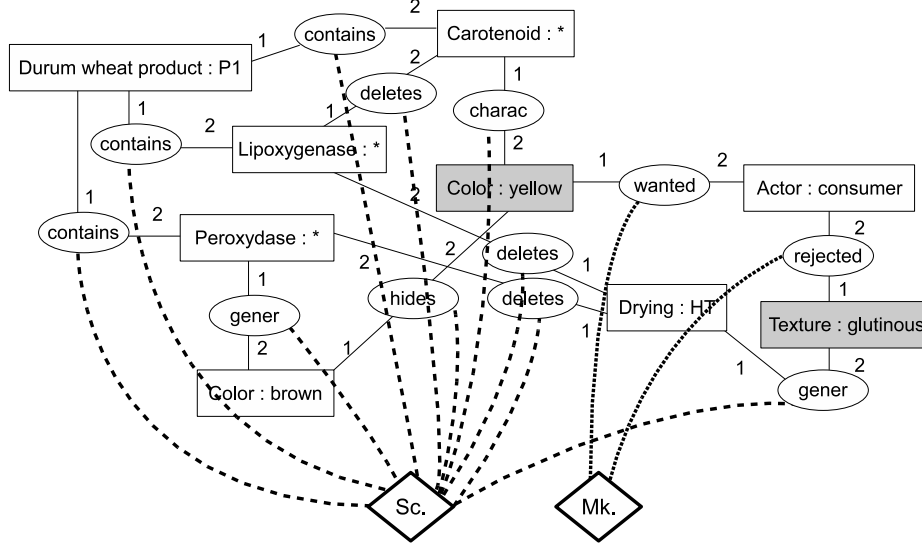 2
contains
Carotenoid : *
1
2
Durum wheat product : P1
1
deletes
1
1
charac
2
2
contains
Lipoxygenase : *
1
2
2
Color : yellow
wanted
Actor : consumer
1
2
contains
Peroxydase : *
2
2
rejected
deletes
1
2
1
1
hides
deletes
Drying : HT
gener
1
Texture : glutinous
2
1
1
2
Color : brown
gener
Sc.
Mk.